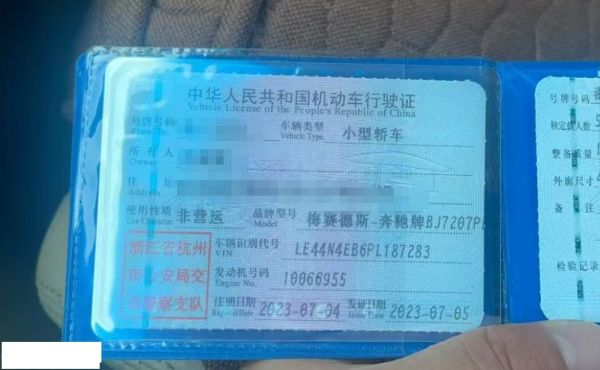 中华人民共和国机动车行驶证
Vehicle License of the People's Republic of China
号牌号码
Plate No.
车辆类型
Vehicle Type
小型轿车
所有人
Owner
住址
使用性质
Use Character
非营运
品牌型号
Model
梅赛德斯-奔驰牌BJ7207P
浙江省杭州
市公安局交
通警察支队
车辆识别代号
VIN
LE44N4EB6PL187283
发动机号码
Engine No.
10066955
注册日期
Register Date
2023-07-04
发证日期
Issue Date
2023-07-05
号牌号码
核定载人数
整备质量
外廓尺寸
备注
检验记录